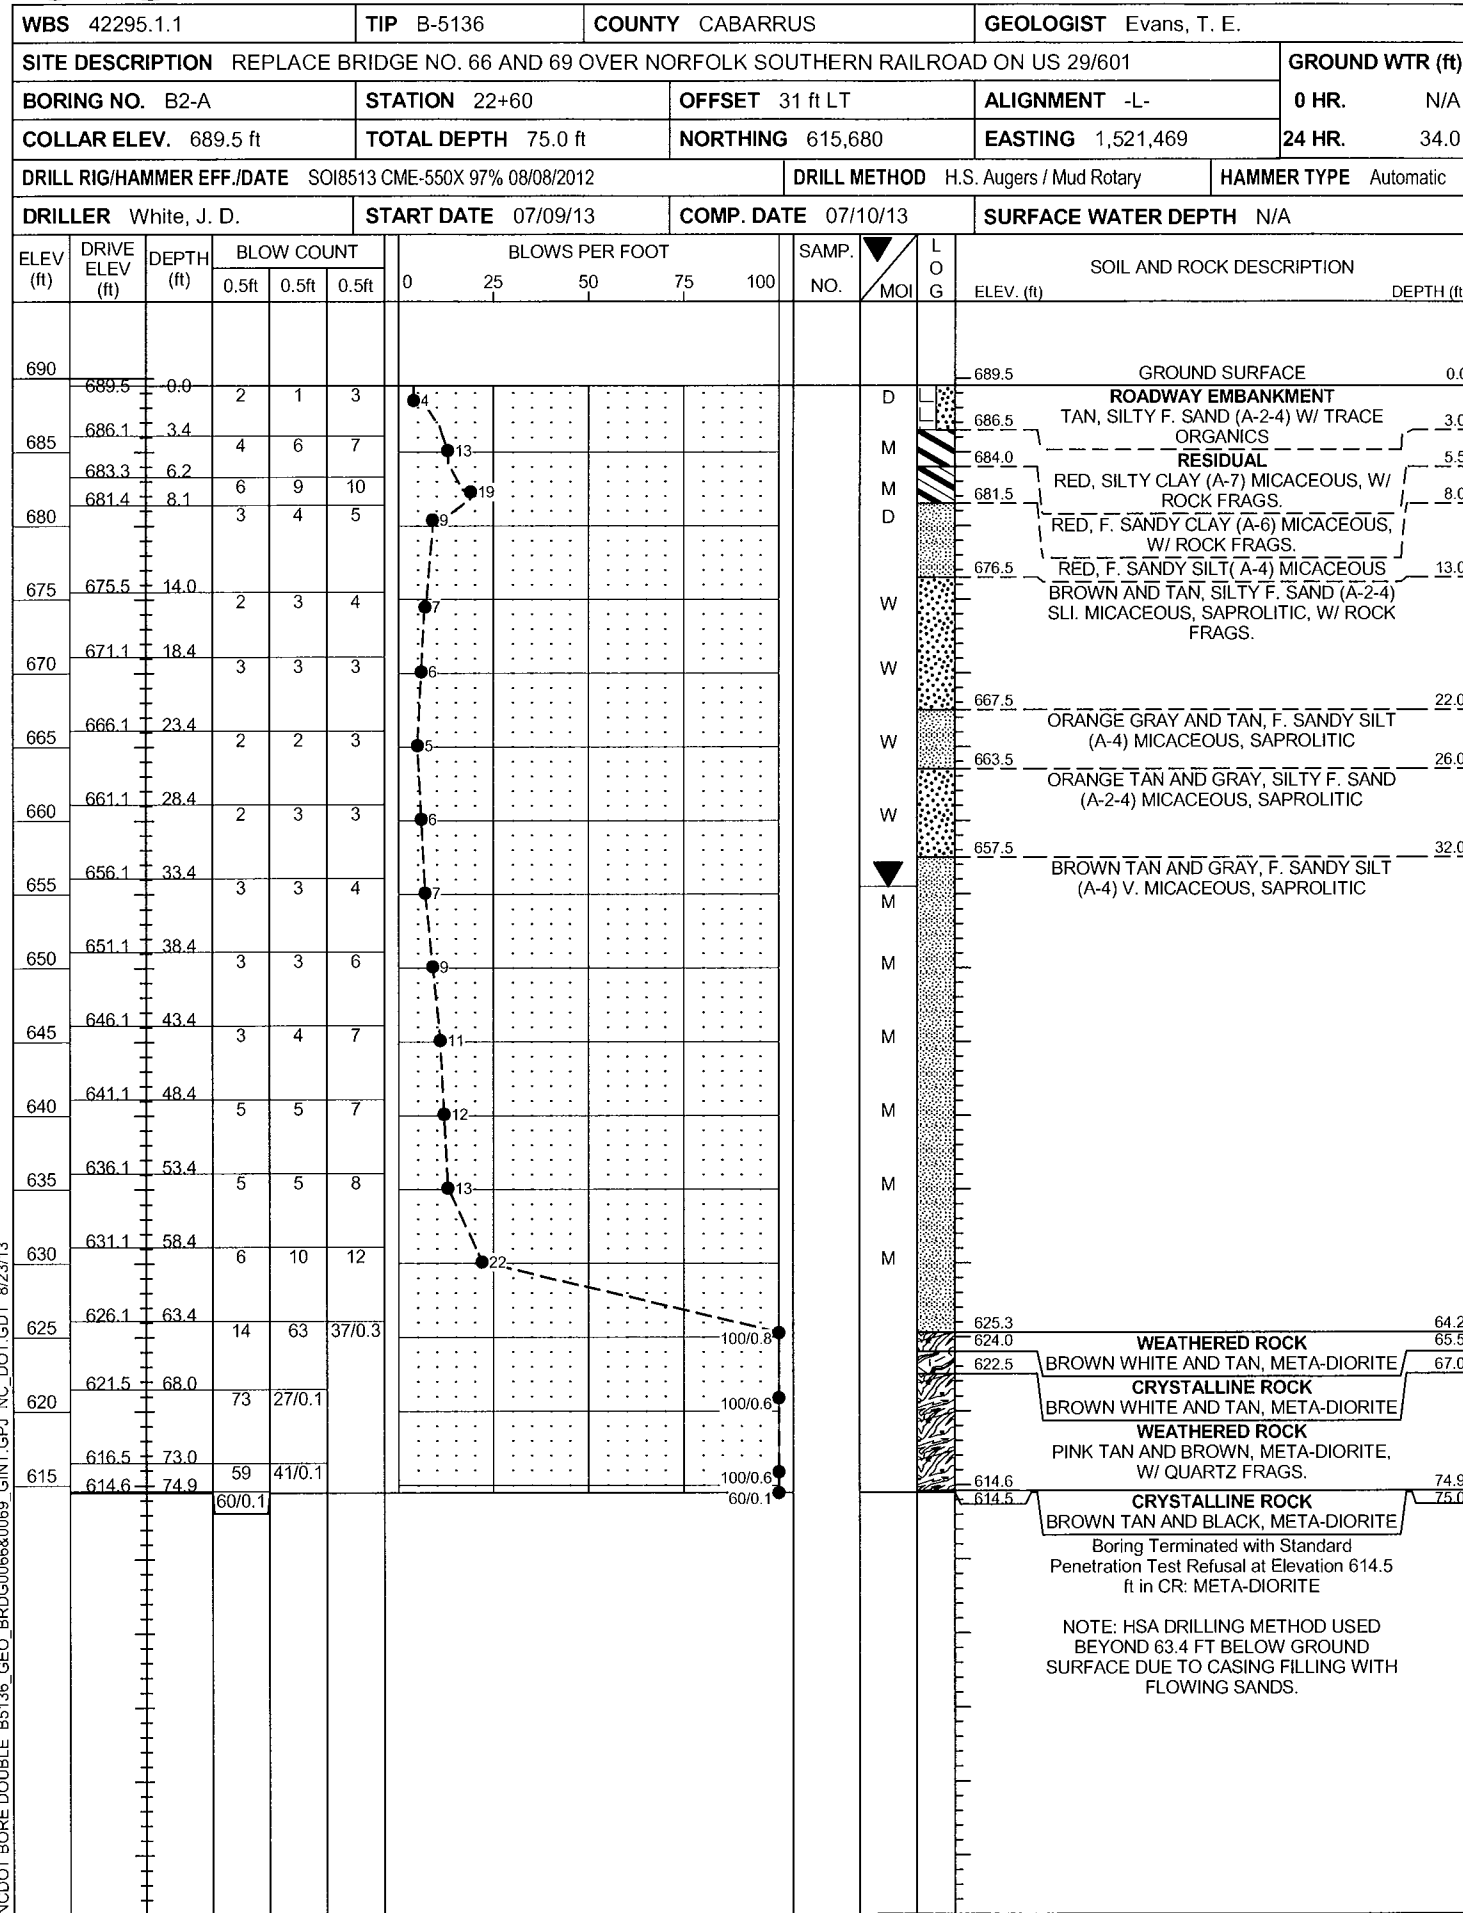 WBS 42295.1.1 TIP B-5136 COUNTY CABARRUS GEOLOGIST Evans, T. E.
SITE DESCRIPTION REPLACE BRIDGE NO. 66 AND 69 OVER NORFOLK SOUTHERN RAILROAD ON US 29/601 GROUND WTR (ft)
BORING NO. B2-A STATION 22+60 OFFSET 31 ft LT ALIGNMENT -L- 0 HR. N/A
COLLAR ELEV. 689.5 ft TOTAL DEPTH 75.0 ft NORTHING 615,680 EASTING 1,521,469 24 HR. 34.0
DRILL RIG/HAMMER EFF./DATE SOI8513 CME-550X 97% 08/08/2012 DRILL METHOD H.S. Augers / Mud Rotary HAMMER TYPE Automatic
DRILLER White, J. D. START DATE 07/09/13 COMP. DATE 07/10/13 SURFACE WATER DEPTH N/A
ELEV (ft) DRIVE ELEV (ft) DEPTH (ft) BLOW COUNT BLOWS PER FOOT SAMP. NO. MOI LOG SOIL AND ROCK DESCRIPTION
0.5ft 0.5ft 0.5ft 0 25 50 75 100 ELEV. (ft) DEPTH (ft
690
689.5 0.0 689.5 GROUND SURFACE 0.0
2 1 3 4 D ROADWAY EMBANKMENT
686.5 TAN, SILTY F. SAND (A-2-4) W/ TRACE 3.0
ORGANICS
686.1 3.4
685 4 6 7 13 M
684.0 RESIDUAL 5.5
683.3 6.2
RED, SILTY CLAY (A-7) MICACEOUS, W/
6 9 10 19 M
681.5 ROCK FRAGS. 8.0
681.4 8.1
680 3 4 5 9 D
RED, F. SANDY CLAY (A-6) MICACEOUS,
W/ ROCK FRAGS.
676.5 RED, F. SANDY SILT( A-4) MICACEOUS 13.0
675 675.5 14.0
BROWN AND TAN, SILTY F. SAND (A-2-4)
2 3 4 7 W
SLI. MICACEOUS, SAPROLITIC, W/ ROCK
FRAGS.
671.1 18.4
670 3 3 3 6 W
667.5 22.0
666.1 23.4
ORANGE GRAY AND TAN, F. SANDY SILT
665 2 2 3 5 W
(A-4) MICACEOUS, SAPROLITIC
663.5 26.0
ORANGE TAN AND GRAY, SILTY F. SAND
661.1 28.4
(A-2-4) MICACEOUS, SAPROLITIC
660 2 3 3 6 W
657.5 32.0
656.1 33.4
BROWN TAN AND GRAY, F. SANDY SILT
655 3 3 4 7 M
(A-4) V. MICACEOUS, SAPROLITIC
651.1 38.4
650 3 3 6 9 M
646.1 43.4
645 3 4 7 11 M
641.1 48.4
640 5 5 7 12 M
636.1 53.4
635 5 5 8 13 M
631.1 58.4
630 6 10 12 22 M
626.1 63.4
625.3 64.2
625 14 63 37/0.3 100/0.8
624.0 WEATHERED ROCK 65.5
622.5 BROWN WHITE AND TAN, META-DIORITE 67.0
621.5 68.0
CRYSTALLINE ROCK
620 73 27/0.1 100/0.6
BROWN WHITE AND TAN, META-DIORITE
WEATHERED ROCK
616.5 73.0
PINK TAN AND BROWN, META-DIORITE,
615 59 41/0.1 100/0.6
W/ QUARTZ FRAGS.
614.6 74.9 614.6 74.9
60/0.1 60/0.1 614.5 CRYSTALLINE ROCK 75.0
BROWN TAN AND BLACK, META-DIORITE
Boring Terminated with Standard
Penetration Test Refusal at Elevation 614.5
ft in CR: META-DIORITE
NOTE: HSA DRILLING METHOD USED
BEYOND 63.4 FT BELOW GROUND
SURFACE DUE TO CASING FILLING WITH
FLOWING SANDS.
NCDOT BORE DOUBLE B5136_GEO_BRDG0066&0069_GINT.GPJ NC_DOT.GDT 8/23/13